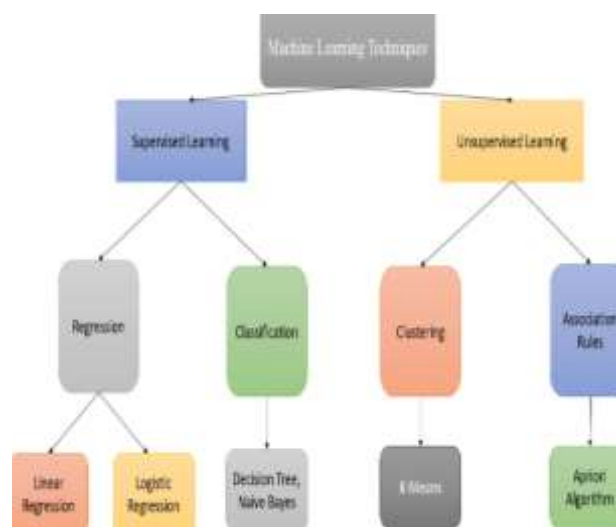 Machine Learning Techniques
Supervised Learning
Unsupervised Learning
Regression
Classification
Clustering
Association
Rules
Linear
Regression
Logistic
Regression
Decision Tree,
Naive Bayes
K Means
Apriori
Algorithm